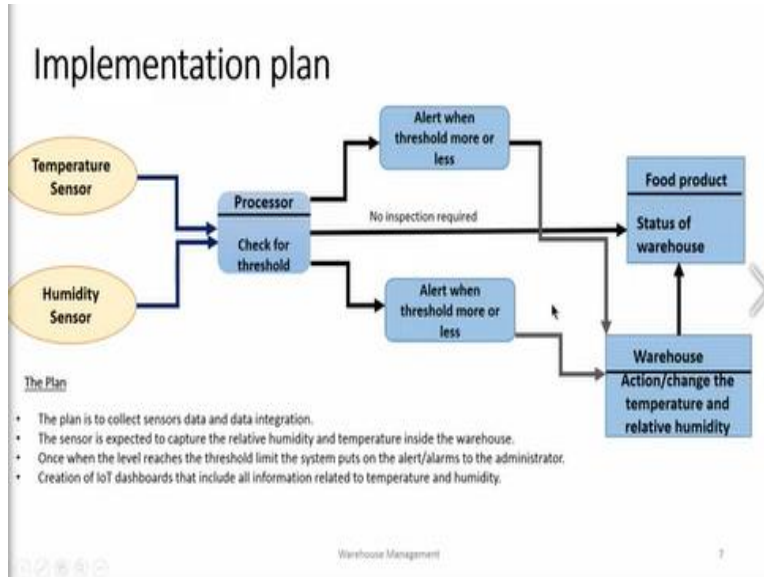 Implementation plan
Temperature
Sensor
Humidity
Sensor
Processor
Check for
threshold
Alert when
threshold more or
less
No inspection required
Alert when
threshold more or
less
Food product
Status of
warehouse
Warehouse
Action/change the
temperature and
relative humidity
The Plan
• The plan is to collect sensors data and data integration.
• The sensor is expected to capture the relative humidity and temperature inside the warehouse.
• Once when the level reaches the threshold limit the system puts on the alert/alarms to the administrator.
• Creation of IoT dashboards that include all information related to temperature and humidity.
Warehouse Management
7